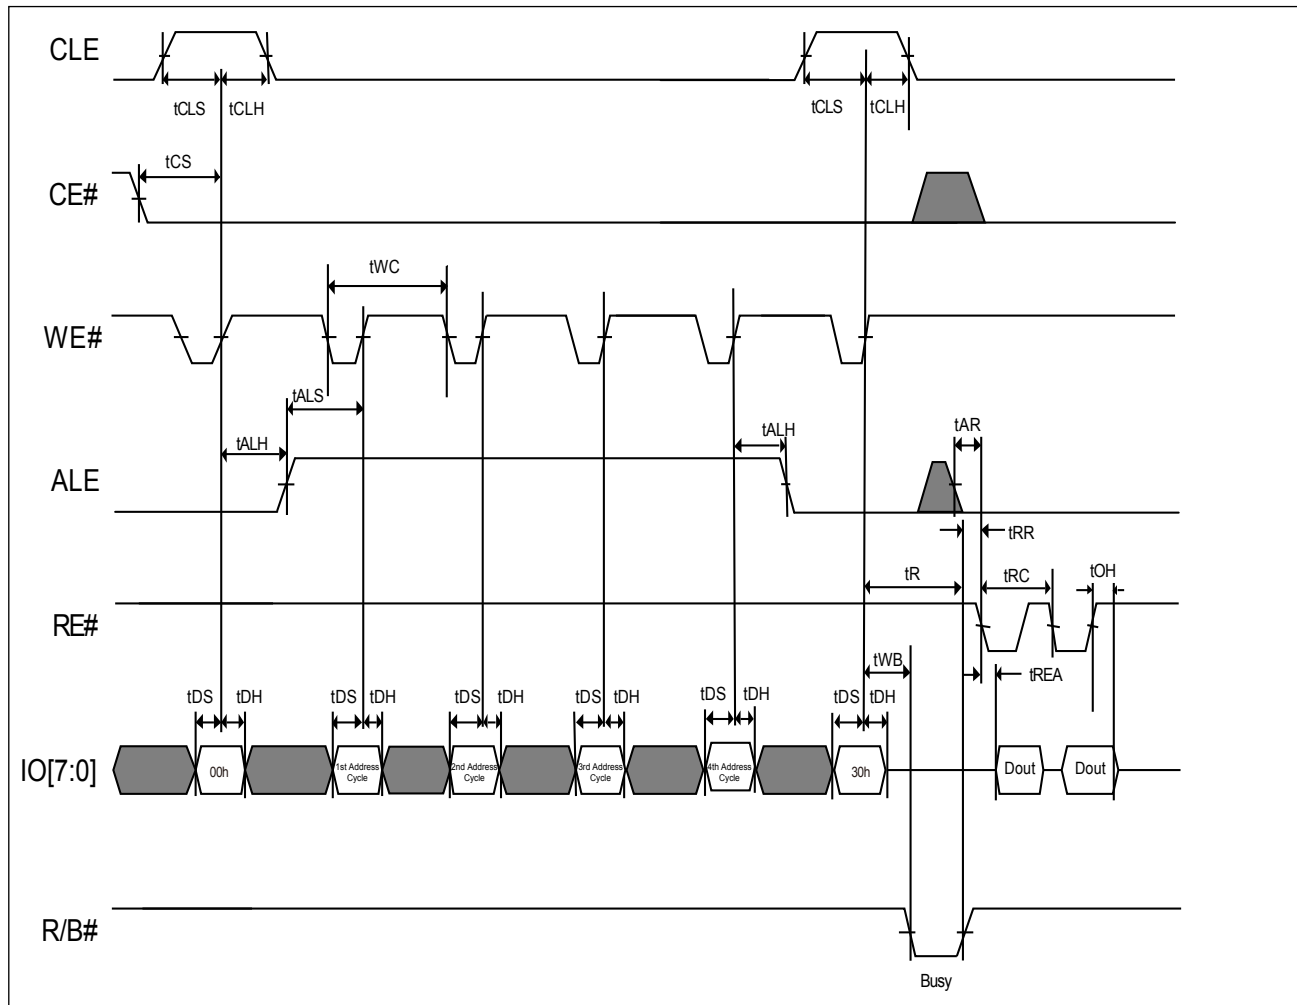 CLE
tCLS tCLH tCLS tCLH
tCS
CE#
tWC
WE#
tALS
tALH tALH tAR
ALE
tRR
tR tRC tOH
RE#
tWB
tREA
tDS tDH tDS tDH tDS tDH tDS tDH tDS tDH tDS tDH
IO[7:0] 00h 1st Address Cycle 2nd Address Cycle 3rd Address Cycle 4th Address Cycle 30h Dout Dout
R/B#
Busy